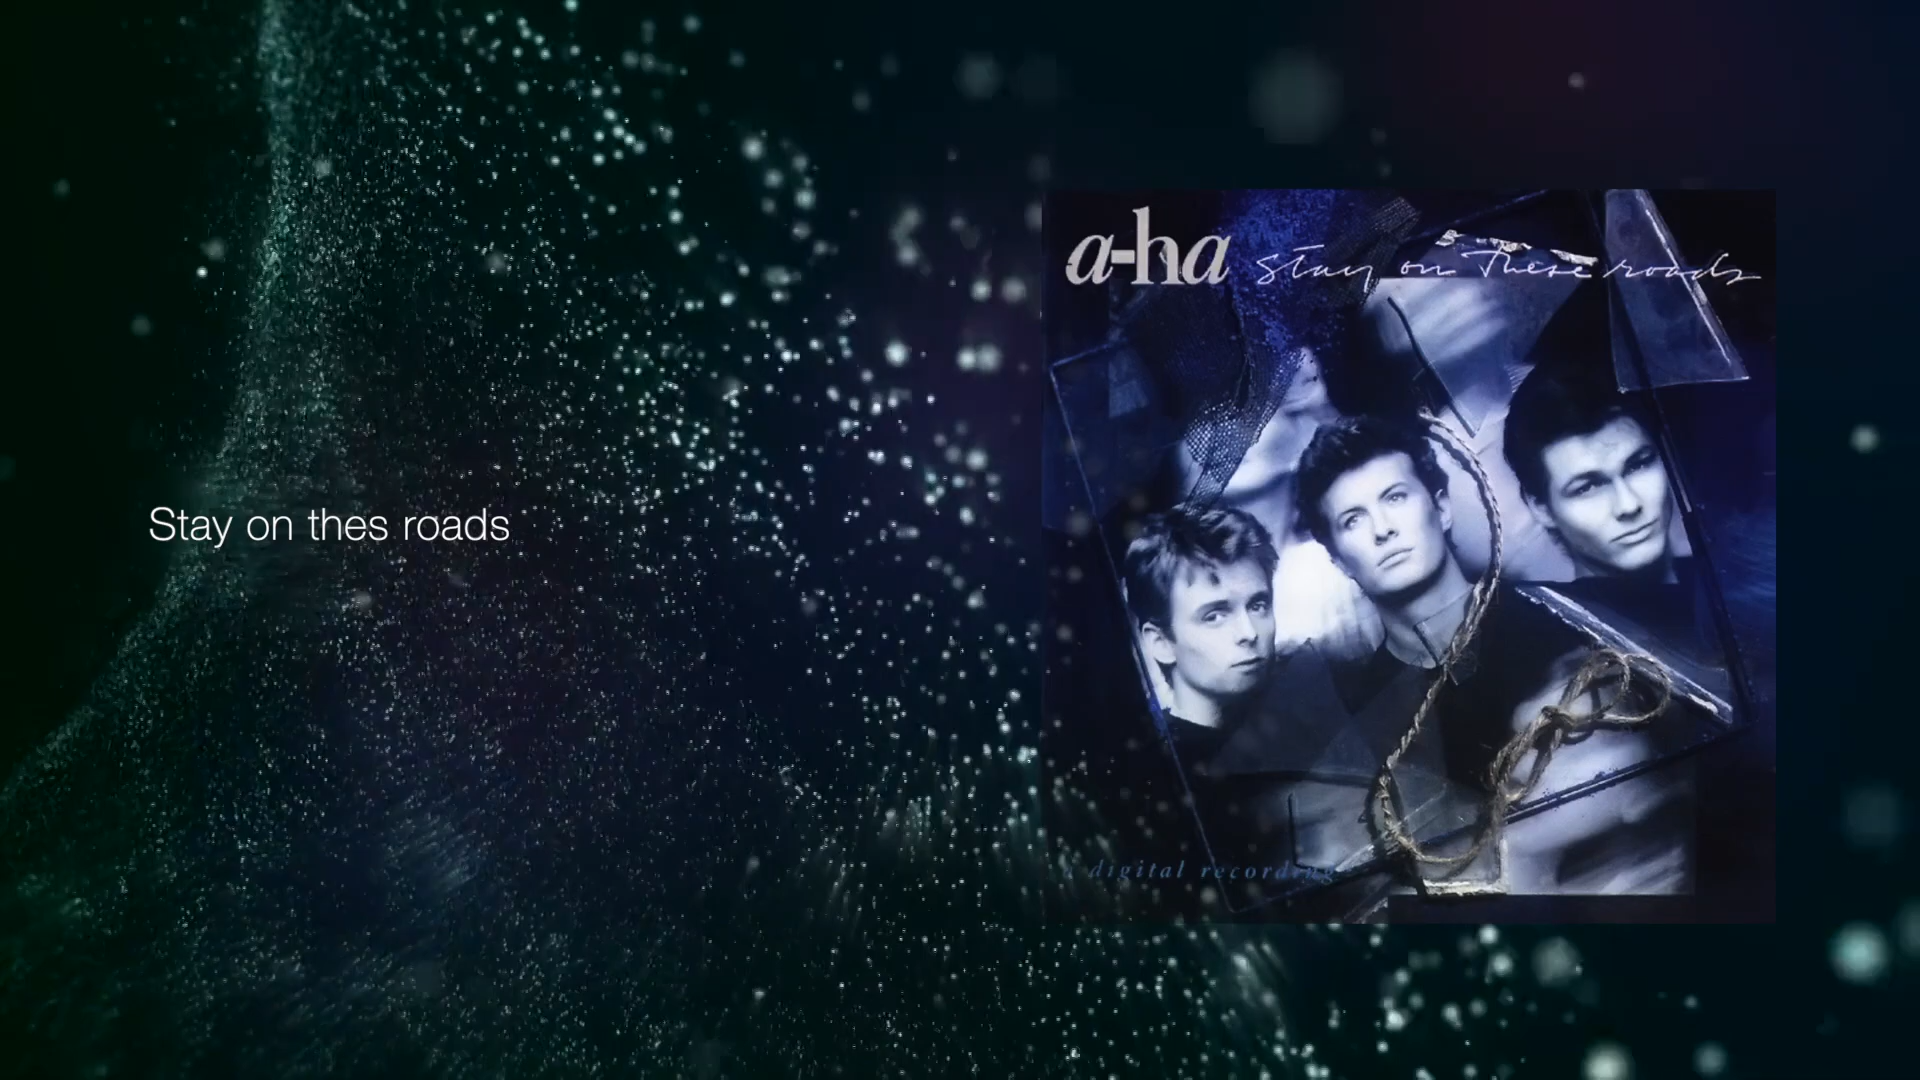 a-ha stay on these roads
Stay on thes roads
a digital recording